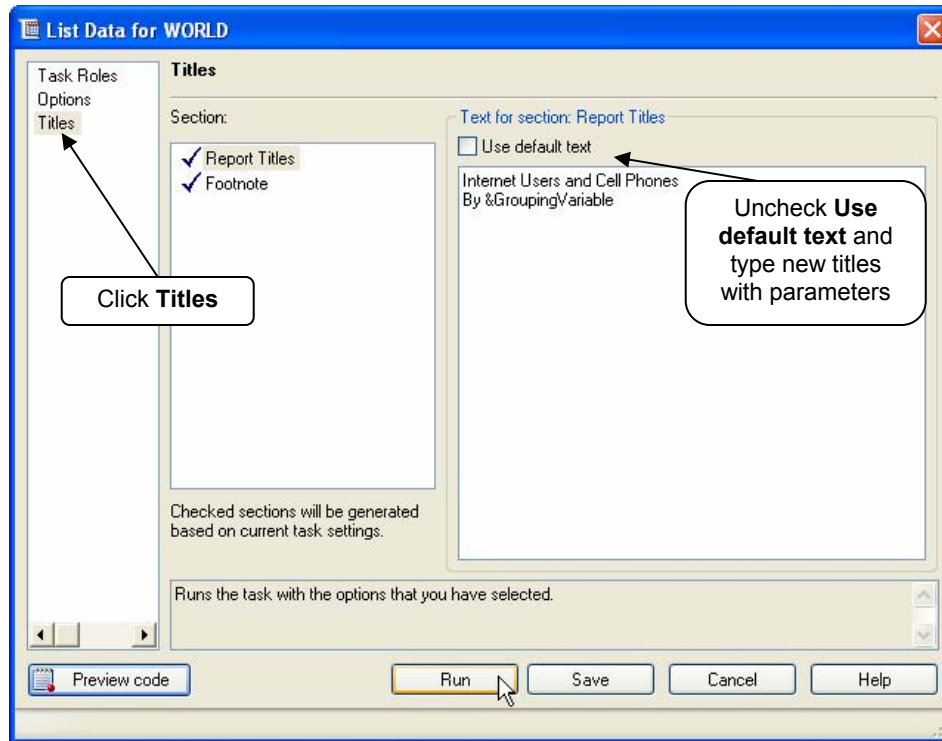 List Data for WORLD
Task Roles
Options
Titles
Titles
Section:
Report Titles
Footnote
Click Titles
Checked sections will be generated
based on current task settings.
Text for section: Report Titles
Use default text
Internet Users and Cell Phones
By &GroupingVariable
Uncheck Use
default text and
type new titles
with parameters
Runs the task with the options that you have selected.
Preview code
Run
Save
Cancel
Help